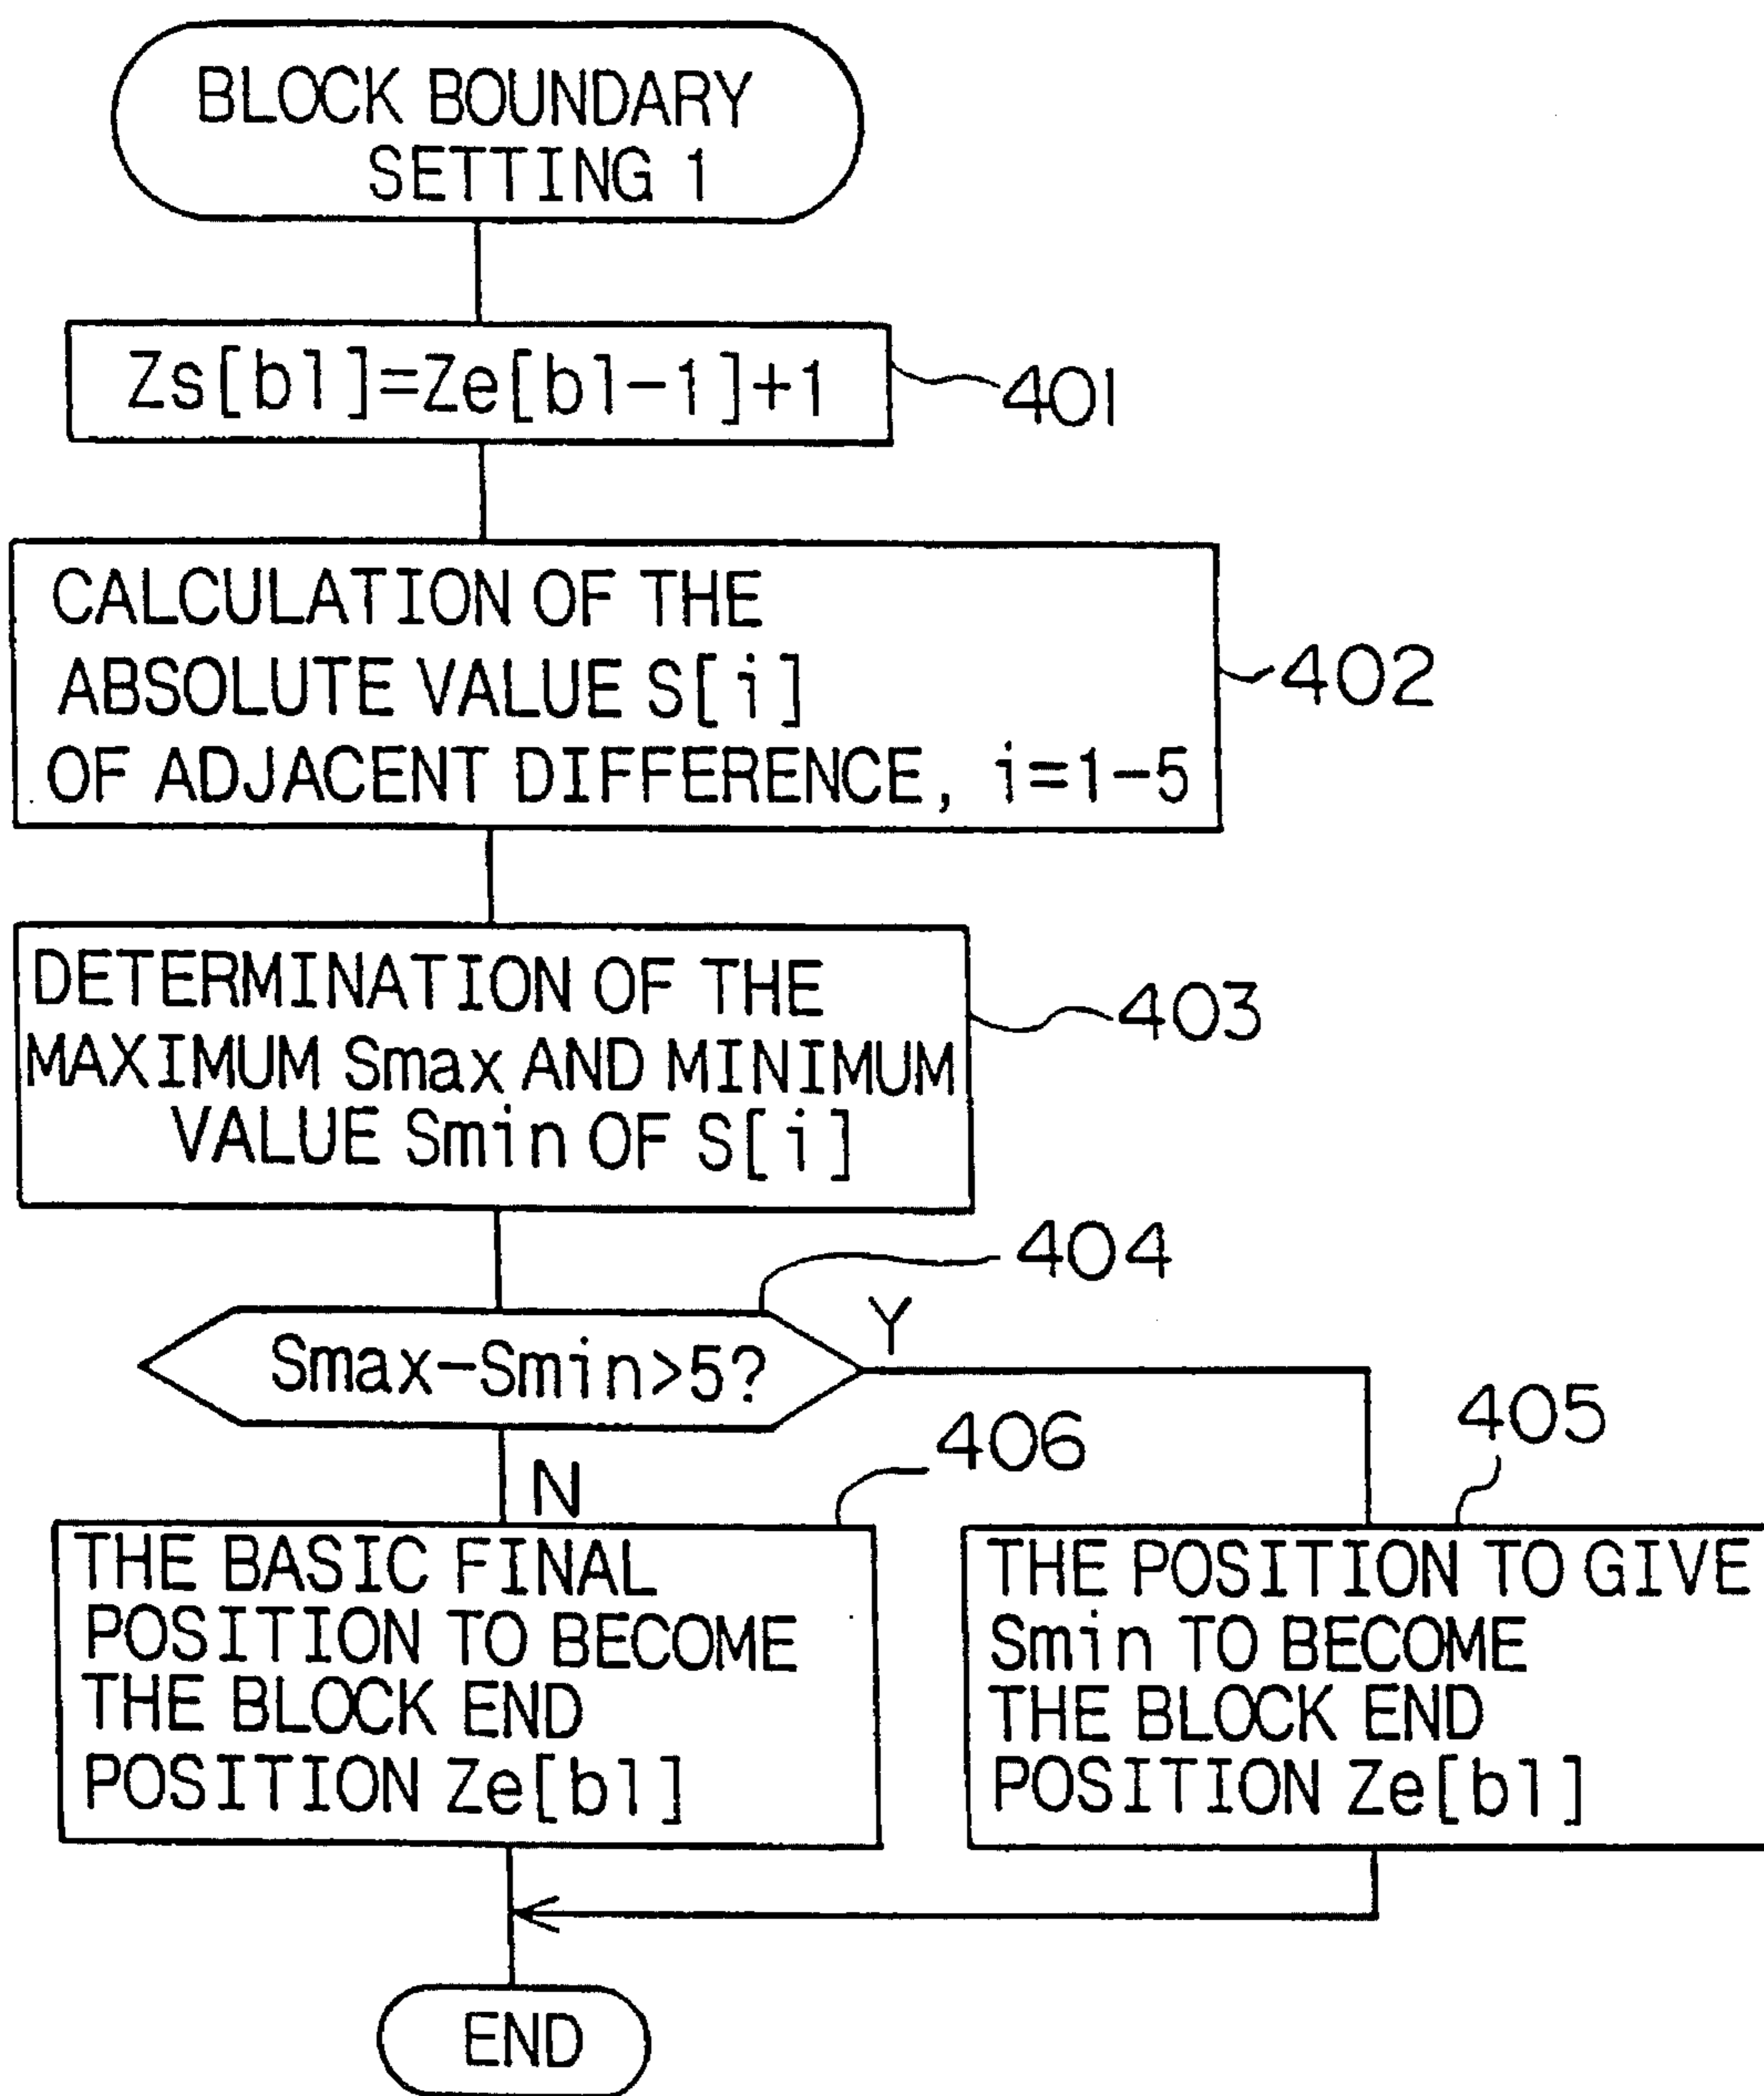 BLOCK BOUNDARY
SETTING 1
Zs[bl]=Ze[bl-1]+1
401
CALCULATION OF THE
ABSOLUTE VALUE S[i]
OF ADJACENT DIFFERENCE, i=1-5
402
DETERMINATION OF THE
MAXIMUM Smax AND MINIMUM
VALUE Smin OF S[i]
403
404
Smax-Smin>5?
Y
N
406
405
THE BASIC FINAL
POSITION TO BECOME
THE BLOCK END
POSITION Ze[bl]
THE POSITION TO GIVE
Smin TO BECOME
THE BLOCK END
POSITION Ze[bl]
END